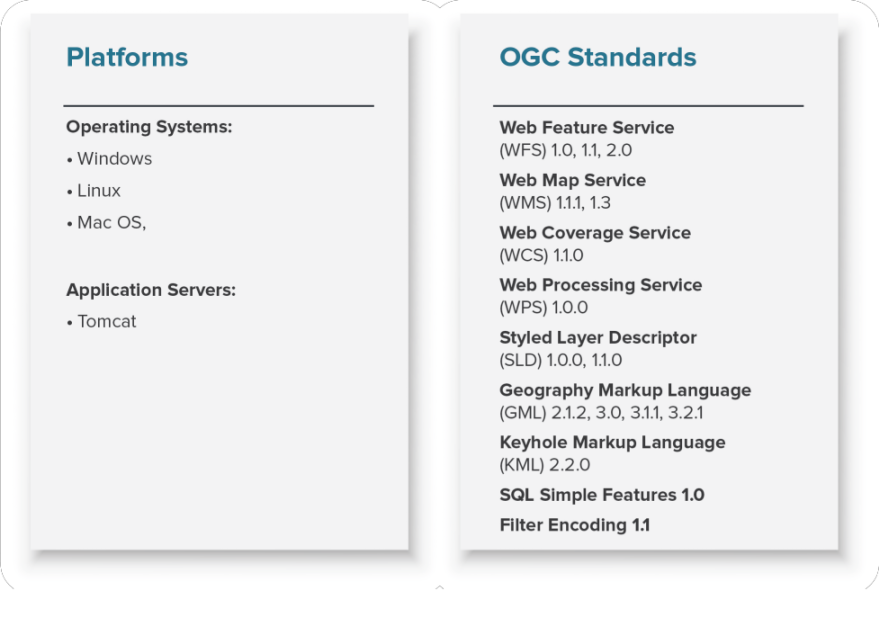 Platforms
Operating Systems:
• Windows
• Linux
• Mac OS,
Application Servers:
• Tomcat
OGC Standards
Web Feature Service
(WFS) 1.0, 1.1, 2.0
Web Map Service
(WMS) 1.1.1, 1.3
Web Coverage Service
(WCS) 1.1.0
Web Processing Service
(WPS) 1.0.0
Styled Layer Descriptor
(SLD) 1.0.0, 1.1.0
Geography Markup Language
(GML) 2.1.2, 3.0, 3.1.1, 3.2.1
Keyhole Markup Language
(KML) 2.2.0
SQL Simple Features 1.0
Filter Encoding 1.1